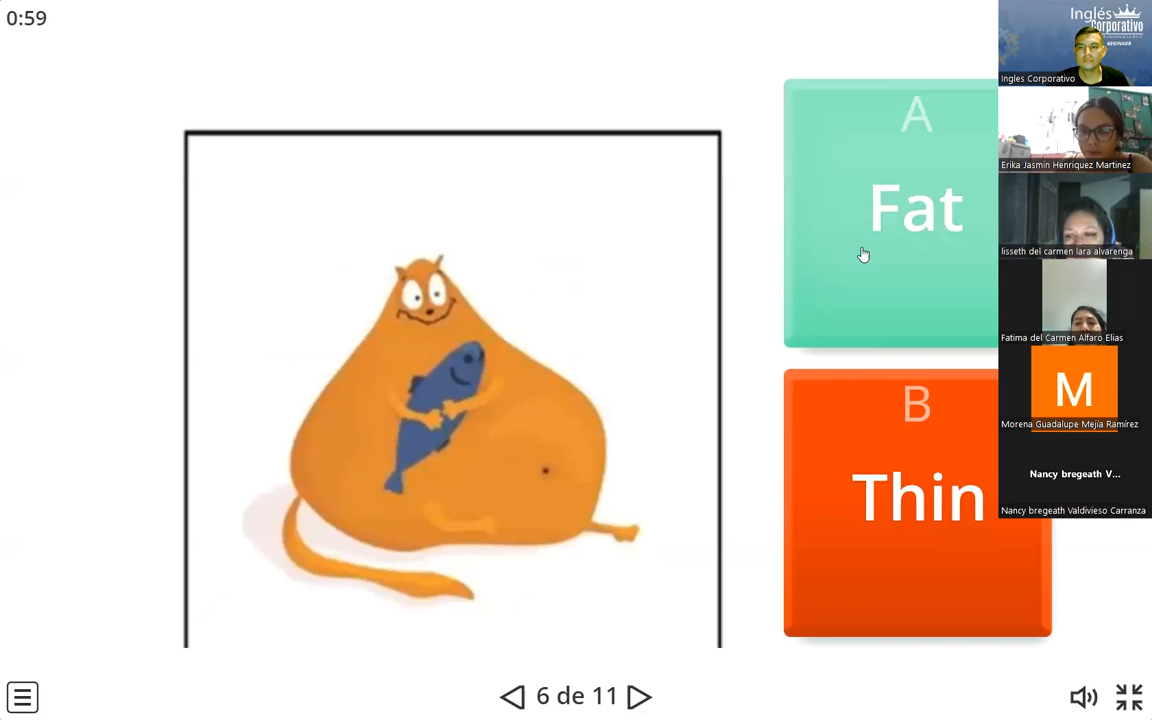 0:59
A
Fat
B
Thin
6 de 11
Inglés
Corporativo
BEGINNER
Ingles Corporativo
Erika Jasmin Henriquez Martinez
lisseth del carmen lara alvarenga
Fatima del Carmen Alfaro Elias
M
Morena Guadalupe Mejía Ramírez
Nancy bregeath V...
Nancy bregeath Valdivieso Carranza